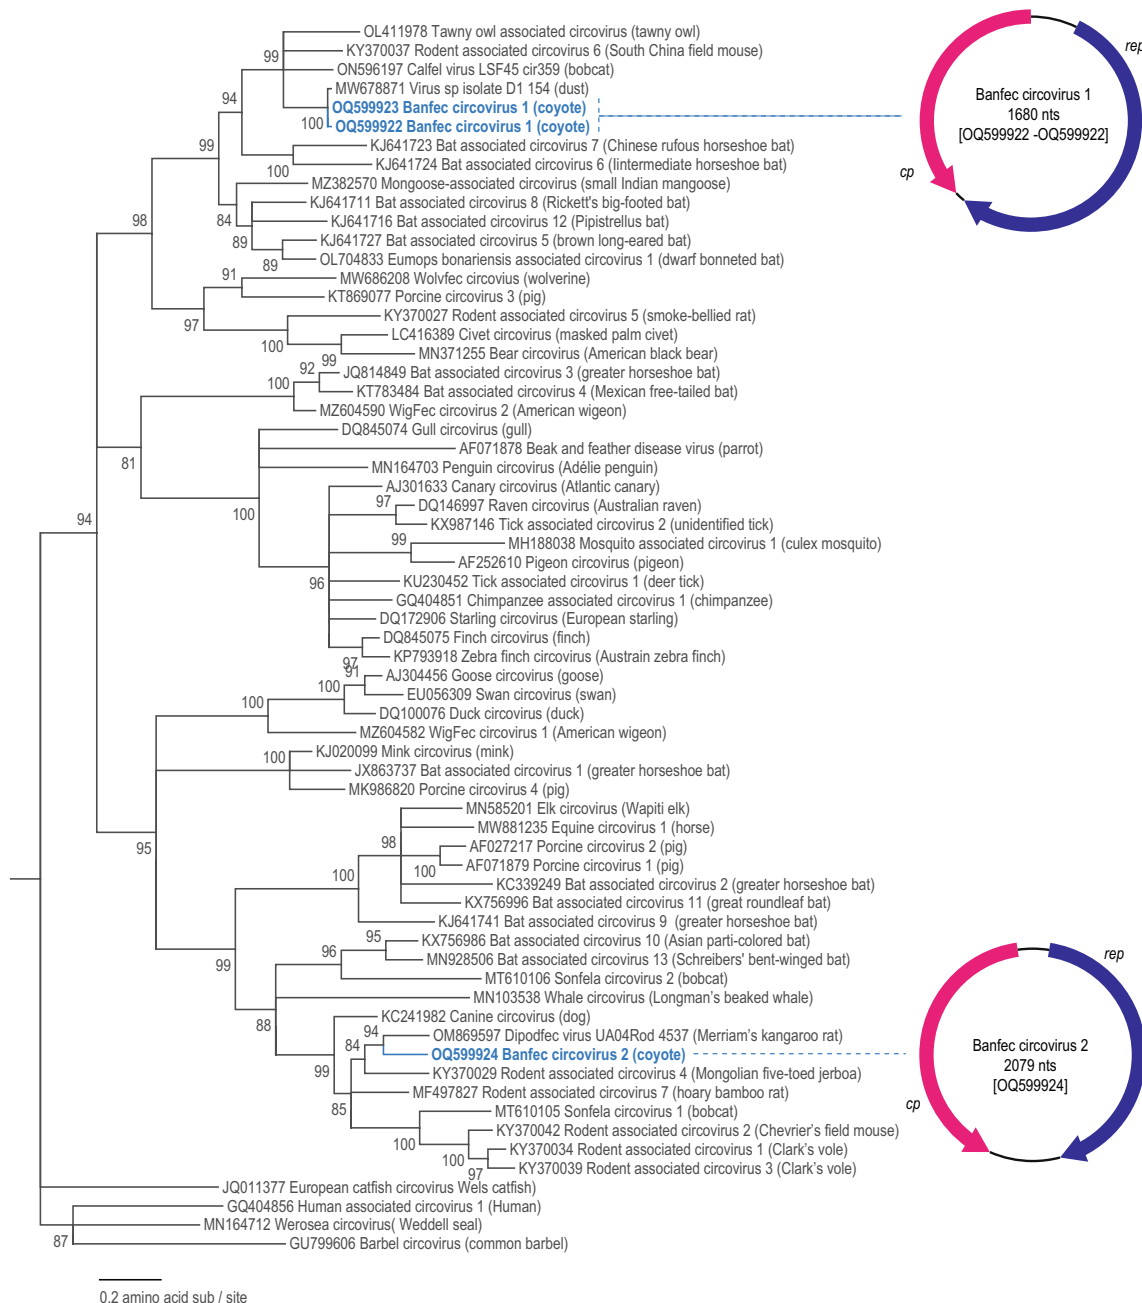 OL411978 Tawny owl associated circovirus (tawny owl)
99
KY370037 Rodent associated circovirus 6 (South China field mouse)
ON596197 Calfel virus LSF45 cir359 (bobcat)
MW678871 Virus sp isolate D1 154 (dust)
94
OQ599923 Banfec circovirus 1 (coyote)
100
OQ599922 Banfec circovirus 1 (coyote)
KJ641723 Bat associated circovirus 7 (Chinese rufous horseshoe bat)
99
100
KJ641724 Bat associated circovirus 6 (Iintermediate horseshoe bat)
MZ382570 Mongoose-associated circovirus (small Indian mangoose)
KJ641711 Bat associated circovirus 8 (Rickett's big-footed bat)
98
84
KJ641716 Bat associated circovirus 12 (Pipistrellus bat)
89
KJ641727 Bat associated circovirus 5 (brown long-eared bat)
89
OL704833 Eumops bonariensis associated circovirus 1 (dwarf bonneted bat)
91
MW686208 Wolvfec circovius (wolverine)
KT869077 Porcine circovirus 3 (pig)
97
KY370027 Rodent associated circovirus 5 (smoke-bellied rat)
LC416389 Civet circovirus (masked palm civet)
100
MN371255 Bear circovirus (American black bear)
92
99
JQ814849 Bat associated circovirus 3 (greater horseshoe bat)
100
KT783484 Bat associated circovirus 4 (Mexican free-tailed bat)
MZ604590 WigFec circovirus 2 (American wigeon)
DQ845074 Gull circovirus (gull)
AF071878 Beak and feather disease virus (parrot)
81
MN164703 Penguin circovirus (Adélie penguin)
AJ301633 Canary circovirus (Atlantic canary)
97
DQ146997 Raven circovirus (Australian raven)
100
94
KX987146 Tick associated circovirus 2 (unidentified tick)
99
MH188038 Mosquito associated circovirus 1 (culex mosquito)
AF252610 Pigeon circovirus (pigeon)
96
KU230452 Tick associated circovirus 1 (deer tick)
GQ404851 Chimpanzee associated circovirus 1 (chimpanzee)
DQ172906 Starling circovirus (European starling)
DQ845075 Finch circovirus (finch)
KP793918 Zebra finch circovirus (Austrain zebra finch)
97
91
AJ304456 Goose circovirus (goose)
100
EU056309 Swan circovirus (swan)
100
DQ100076 Duck circovirus (duck)
MZ604582 WigFec circovirus 1 (American wigeon)
KJ020099 Mink circovirus (mink)
100
JX863737 Bat associated circovirus 1 (greater horseshoe bat)
MK986820 Porcine circovirus 4 (pig)
MN585201 Elk circovirus (Wapiti elk)
MW881235 Equine circovirus 1 (horse)
95
98
AF027217 Porcine circovirus 2 (pig)
100
AF071879 Porcine circovirus 1 (pig)
100
KC339249 Bat associated circovirus 2 (greater horseshoe bat)
KX756996 Bat associated circovirus 11 (great roundleaf bat)
KJ641741 Bat associated circovirus 9 (greater horseshoe bat)
95
KX756986 Bat associated circovirus 10 (Asian parti-colored bat)
96
MN928506 Bat associated circovirus 13 (Schreibers' bent-winged bat)
99
MT610106 Sonfela circovirus 2 (bobcat)
MN103538 Whale circovirus (Longman's beaked whale)
88
KC241982 Canine circovirus (dog)
94
OM869597 Dipodfec virus UA04Rod 4537 (Merriam's kangaroo rat)
84
OQ599924 Banfec circovirus 2 (coyote)
99
KY370029 Rodent associated circovirus 4 (Mongolian five-toed jerboa)
MF497827 Rodent associated circovirus 7 (hoary bamboo rat)
85
MT610105 Sonfela circovirus 1 (bobcat)
KY370042 Rodent associated circovirus 2 (Chevrier's field mouse)
100
KY370034 Rodent associated circovirus 1 (Clark's vole)
100
97
KY370039 Rodent associated circovirus 3 (Clark's vole)
JQ011377 European catfish circovirus Wels catfish)
GQ404856 Human associated circovirus 1 (Human)
MN164712 Werosea circovirus( Weddell seal)
87
GU799606 Barbel circovirus (common barbel)
0.2 amino acid sub / site
rep
Banfec circovirus 1
1680 nts
[OQ599922 -OQ599922]
cp
rep
Banfec circovirus 2
2079 nts
[OQ599924]
cp